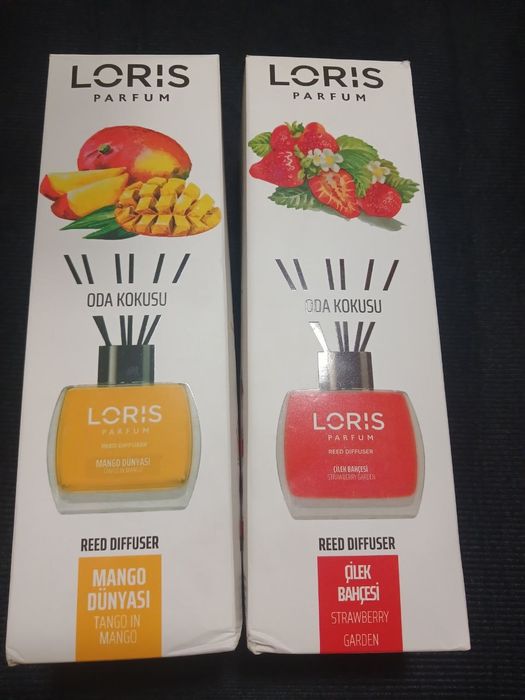 LORIS
PARFUM
ODA KOKUSU
LORIS
PARFUM
REED DIFFUSER
MANGO DÜNYASI
TANGO IN MANGO
REED DIFFUSER
MANGO
DÜNYASI
TANGO IN
MANGO
LORIS
PARFUM
ODA KOKUSU
LORIS
PARFUM
REED DIFFUSER
ÇİLEK BAHÇESİ
STRAWBERRY GARDEN
REED DIFFUSER
ÇİLEK
BAHÇESİ
STRAWBERRY
GARDEN